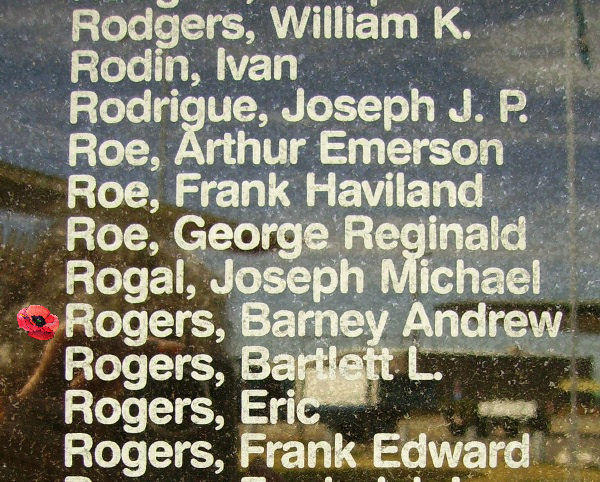 Rodgers, William K.
Rodin, Ivan
Rodrigue, Joseph J. P.
Roe, Arthur Emerson
Roe, Frank Haviland
Roe, George Reginald
Rogal, Joseph Michael
Rogers, Barney Andrew
Rogers, Bartlett L.
Rogers, Eric
Rogers, Frank Edward